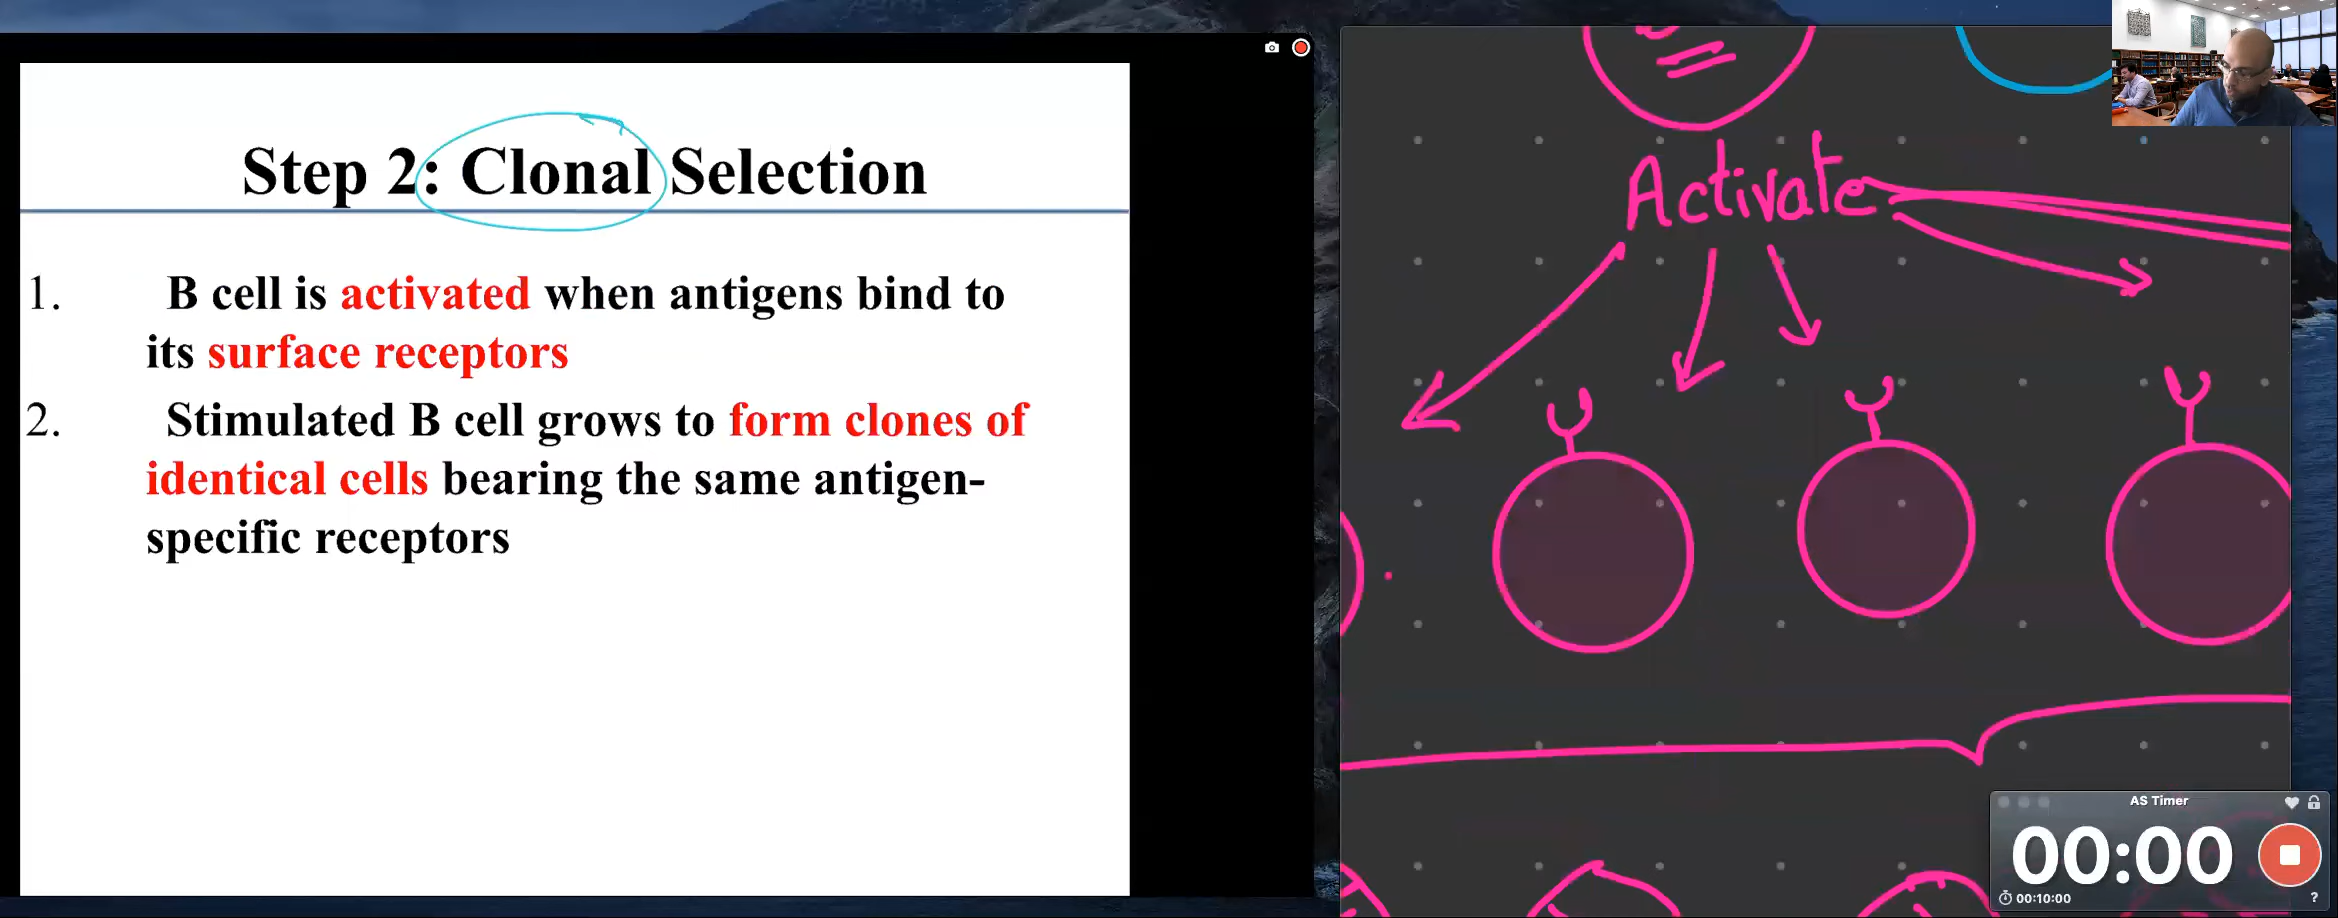 Step 2: Clonal Selection
1. B cell is activated when antigens bind to
its surface receptors
2. Stimulated B cell grows to form clones of
identical cells bearing the same antigen-
specific receptors
Activate
AS Timer
00:00
00:10:00
?